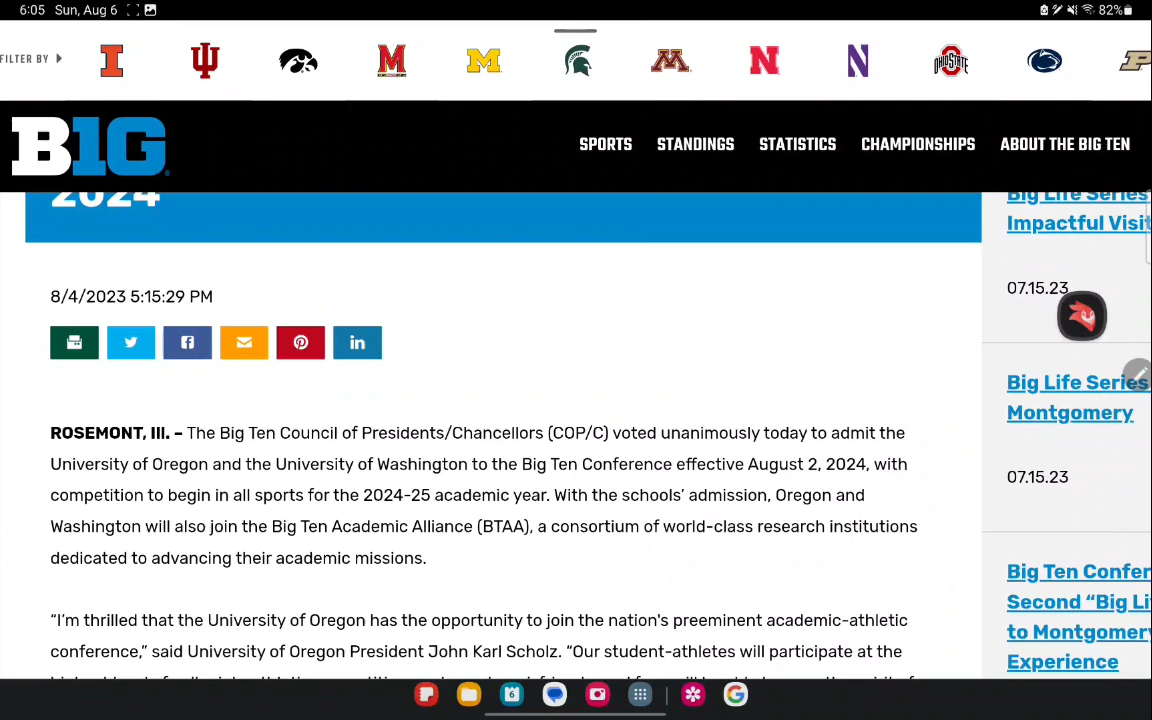 6:05 Sun, Aug 6
82%
FILTER BY
I
M
M
M
N
N
OHIO STATE
P
B1G
SPORTS STANDINGS STATISTICS CHAMPIONSHIPS ABOUT THE BIG TEN
2024
Big Life Series
Impactful Visit
8/4/2023 5:15:29 PM
07.15.23
in
Big Life Series
Montgomery
ROSEMONT, Ill. – The Big Ten Council of Presidents/Chancellors (COP/C) voted unanimously today to admit the
University of Oregon and the University of Washington to the Big Ten Conference effective August 2, 2024, with
07.15.23
competition to begin in all sports for the 2024-25 academic year. With the schools’ admission, Oregon and
Washington will also join the Big Ten Academic Alliance (BTAA), a consortium of world-class research institutions
dedicated to advancing their academic missions.
Big Ten Confer
Second “Big Li
to Montgomery
Experience
“I’m thrilled that the University of Oregon has the opportunity to join the nation's preeminent academic-athletic
conference,” said University of Oregon President John Karl Scholz. “Our student-athletes will participate at the
6